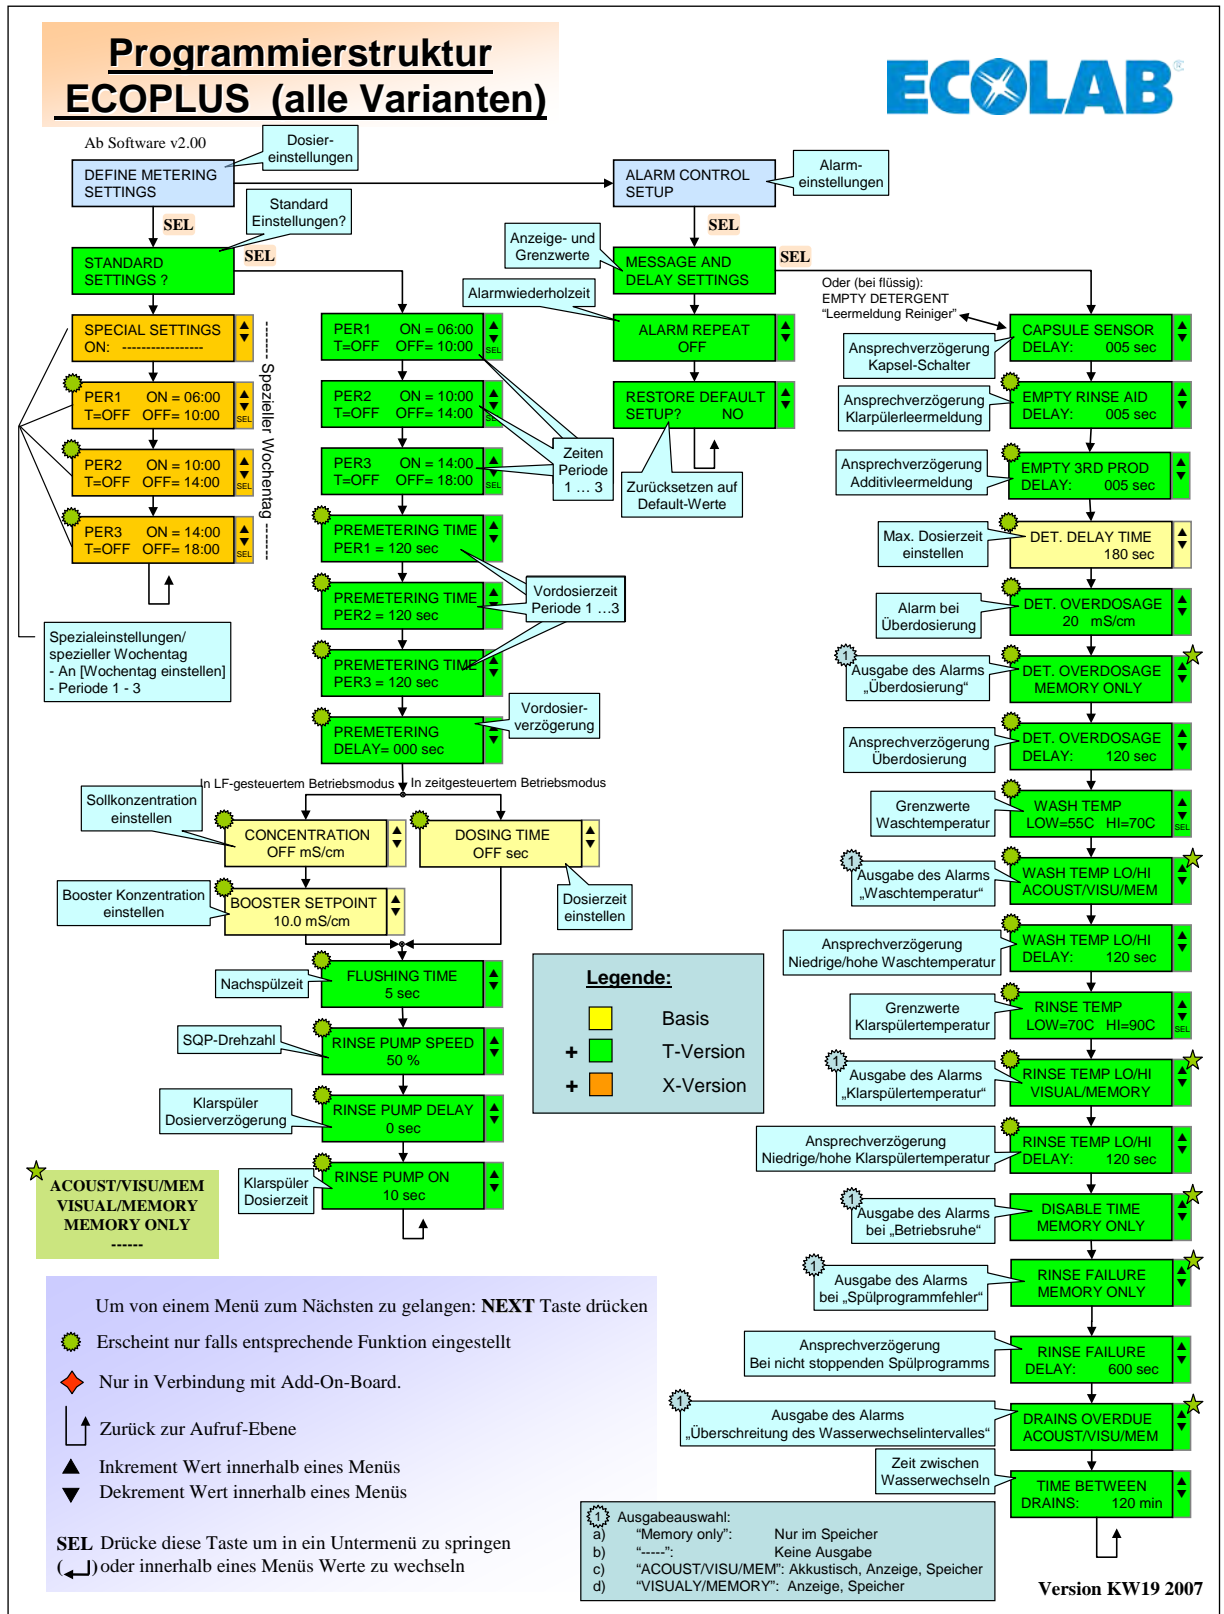 Programmierstruktur
ECOPLUS (alle Varianten)
ECOLAB
®
Ab Software v2.00
Dosier-
einstellungen
DEFINE METERING
SETTINGS
SEL
Standard
Einstellungen?
STANDARD
SETTINGS ?
SEL
SPECIAL SETTINGS
ON: -----------------
PER1 ON = 06:00
T=OFF OFF= 10:00
SEL
PER2 ON = 10:00
T=OFF OFF= 14:00
SEL
PER3 ON = 14:00
T=OFF OFF= 18:00
SEL
------ Spezieller Wochentag ------
Spezialeinstellungen/
spezieller Wochentag
- An [Wochentag einstellen]
- Periode 1 - 3
PER1 ON = 06:00
T=OFF OFF= 10:00
SEL
PER2 ON = 10:00
T=OFF OFF= 14:00
SEL
PER3 ON = 14:00
T=OFF OFF= 18:00
SEL
Zeiten
Periode
1 … 3
PREMETERING TIME
PER1 = 120 sec
PREMETERING TIME
PER2 = 120 sec
PREMETERING TIME
PER3 = 120 sec
Vordosierzeit
Periode 1 …3
PREMETERING
DELAY= 000 sec
Vordosier-
verzögerung
In LF-gesteuertem Betriebsmodus
In zeitgesteuertem Betriebsmodus
Sollkonzentration
einstellen
CONCENTRATION
OFF mS/cm
DOSING TIME
OFF sec
Booster Konzentration
einstellen
BOOSTER SETPOINT
10.0 mS/cm
Dosierzeit
einstellen
Nachspülzeit
FLUSHING TIME
5 sec
SQP-Drehzahl
RINSE PUMP SPEED
50 %
Klarspüler
Dosierverzögerung
RINSE PUMP DELAY
0 sec
Klarspüler
Dosierzeit
RINSE PUMP ON
10 sec
ALARM CONTROL
SETUP
Alarm-
einstellungen
SEL
Anzeige- und
Grenzwerte
MESSAGE AND
DELAY SETTINGS
SEL
Alarmwiederholzeit
ALARM REPEAT
OFF
RESTORE DEFAULT
SETUP? NO
Zurücksetzen auf
Default-Werte
Oder (bei flüssig):
EMPTY DETERGENT
“Leermeldung Reiniger”
Ansprechverzögerung
Kapsel-Schalter
CAPSULE SENSOR
DELAY: 005 sec
Ansprechverzögerung
Klarpülerleermeldung
EMPTY RINSE AID
DELAY: 005 sec
Ansprechverzögerung
Additivleermeldung
EMPTY 3RD PROD
DELAY: 005 sec
Max. Dosierzeit
einstellen
DET. DELAY TIME
180 sec
Alarm bei
Überdosierung
DET. OVERDOSAGE
20 mS/cm
1
Ausgabe des Alarms
„Überdosierung“
DET. OVERDOSAGE
MEMORY ONLY
Ansprechverzögerung
Überdosierung
DET. OVERDOSAGE
DELAY: 120 sec
Grenzwerte
Waschtemperatur
WASH TEMP
LOW=55C HI=70C
SEL
1
Ausgabe des Alarms
„Waschtemperatur“
WASH TEMP LO/HI
ACOUST/VISU/MEM
Ansprechverzögerung
Niedrige/hohe Waschtemperatur
WASH TEMP LO/HI
DELAY: 120 sec
Grenzwerte
Klarspülertemperatur
RINSE TEMP
LOW=70C HI=90C
SEL
1
Ausgabe des Alarms
„Klarspülertemperatur“
RINSE TEMP LO/HI
VISUAL/MEMORY
Ansprechverzögerung
Niedrige/hohe Klarspülertemperatur
RINSE TEMP LO/HI
DELAY: 120 sec
1
Ausgabe des Alarms
bei „Betriebsruhe“
DISABLE TIME
MEMORY ONLY
1
Ausgabe des Alarms
bei „Spülprogrammfehler“
RINSE FAILURE
MEMORY ONLY
Ansprechverzögerung
Bei nicht stoppenden Spülprogramms
RINSE FAILURE
DELAY: 600 sec
1
Ausgabe des Alarms
„Überschreitung des Wasserwechselintervalles“
DRAINS OVERDUE
ACOUST/VISU/MEM
Zeit zwischen
Wasserwechseln
TIME BETWEEN
DRAINS: 120 min
Legende:
Basis
+ T-Version
+ X-Version
ACOUST/VISU/MEM
VISUAL/MEMORY
MEMORY ONLY
------
Um von einem Menü zum Nächsten zu gelangen: NEXT Taste drücken
Erscheint nur falls entsprechende Funktion eingestellt
Nur in Verbindung mit Add-On-Board.
Zurück zur Aufruf-Ebene
Inkrement Wert innerhalb eines Menüs
Dekrement Wert innerhalb eines Menüs
SEL Drücke diese Taste um in ein Untermenü zu springen
( ) oder innerhalb eines Menüs Werte zu wechseln
1 Ausgabeauswahl:
a) “Memory only”: Nur im Speicher
b) “-----”: Keine Ausgabe
c) “ACOUST/VISU/MEM”: Akkustisch, Anzeige, Speicher
d) “VISUALY/MEMORY”: Anzeige, Speicher
Version KW19 2007